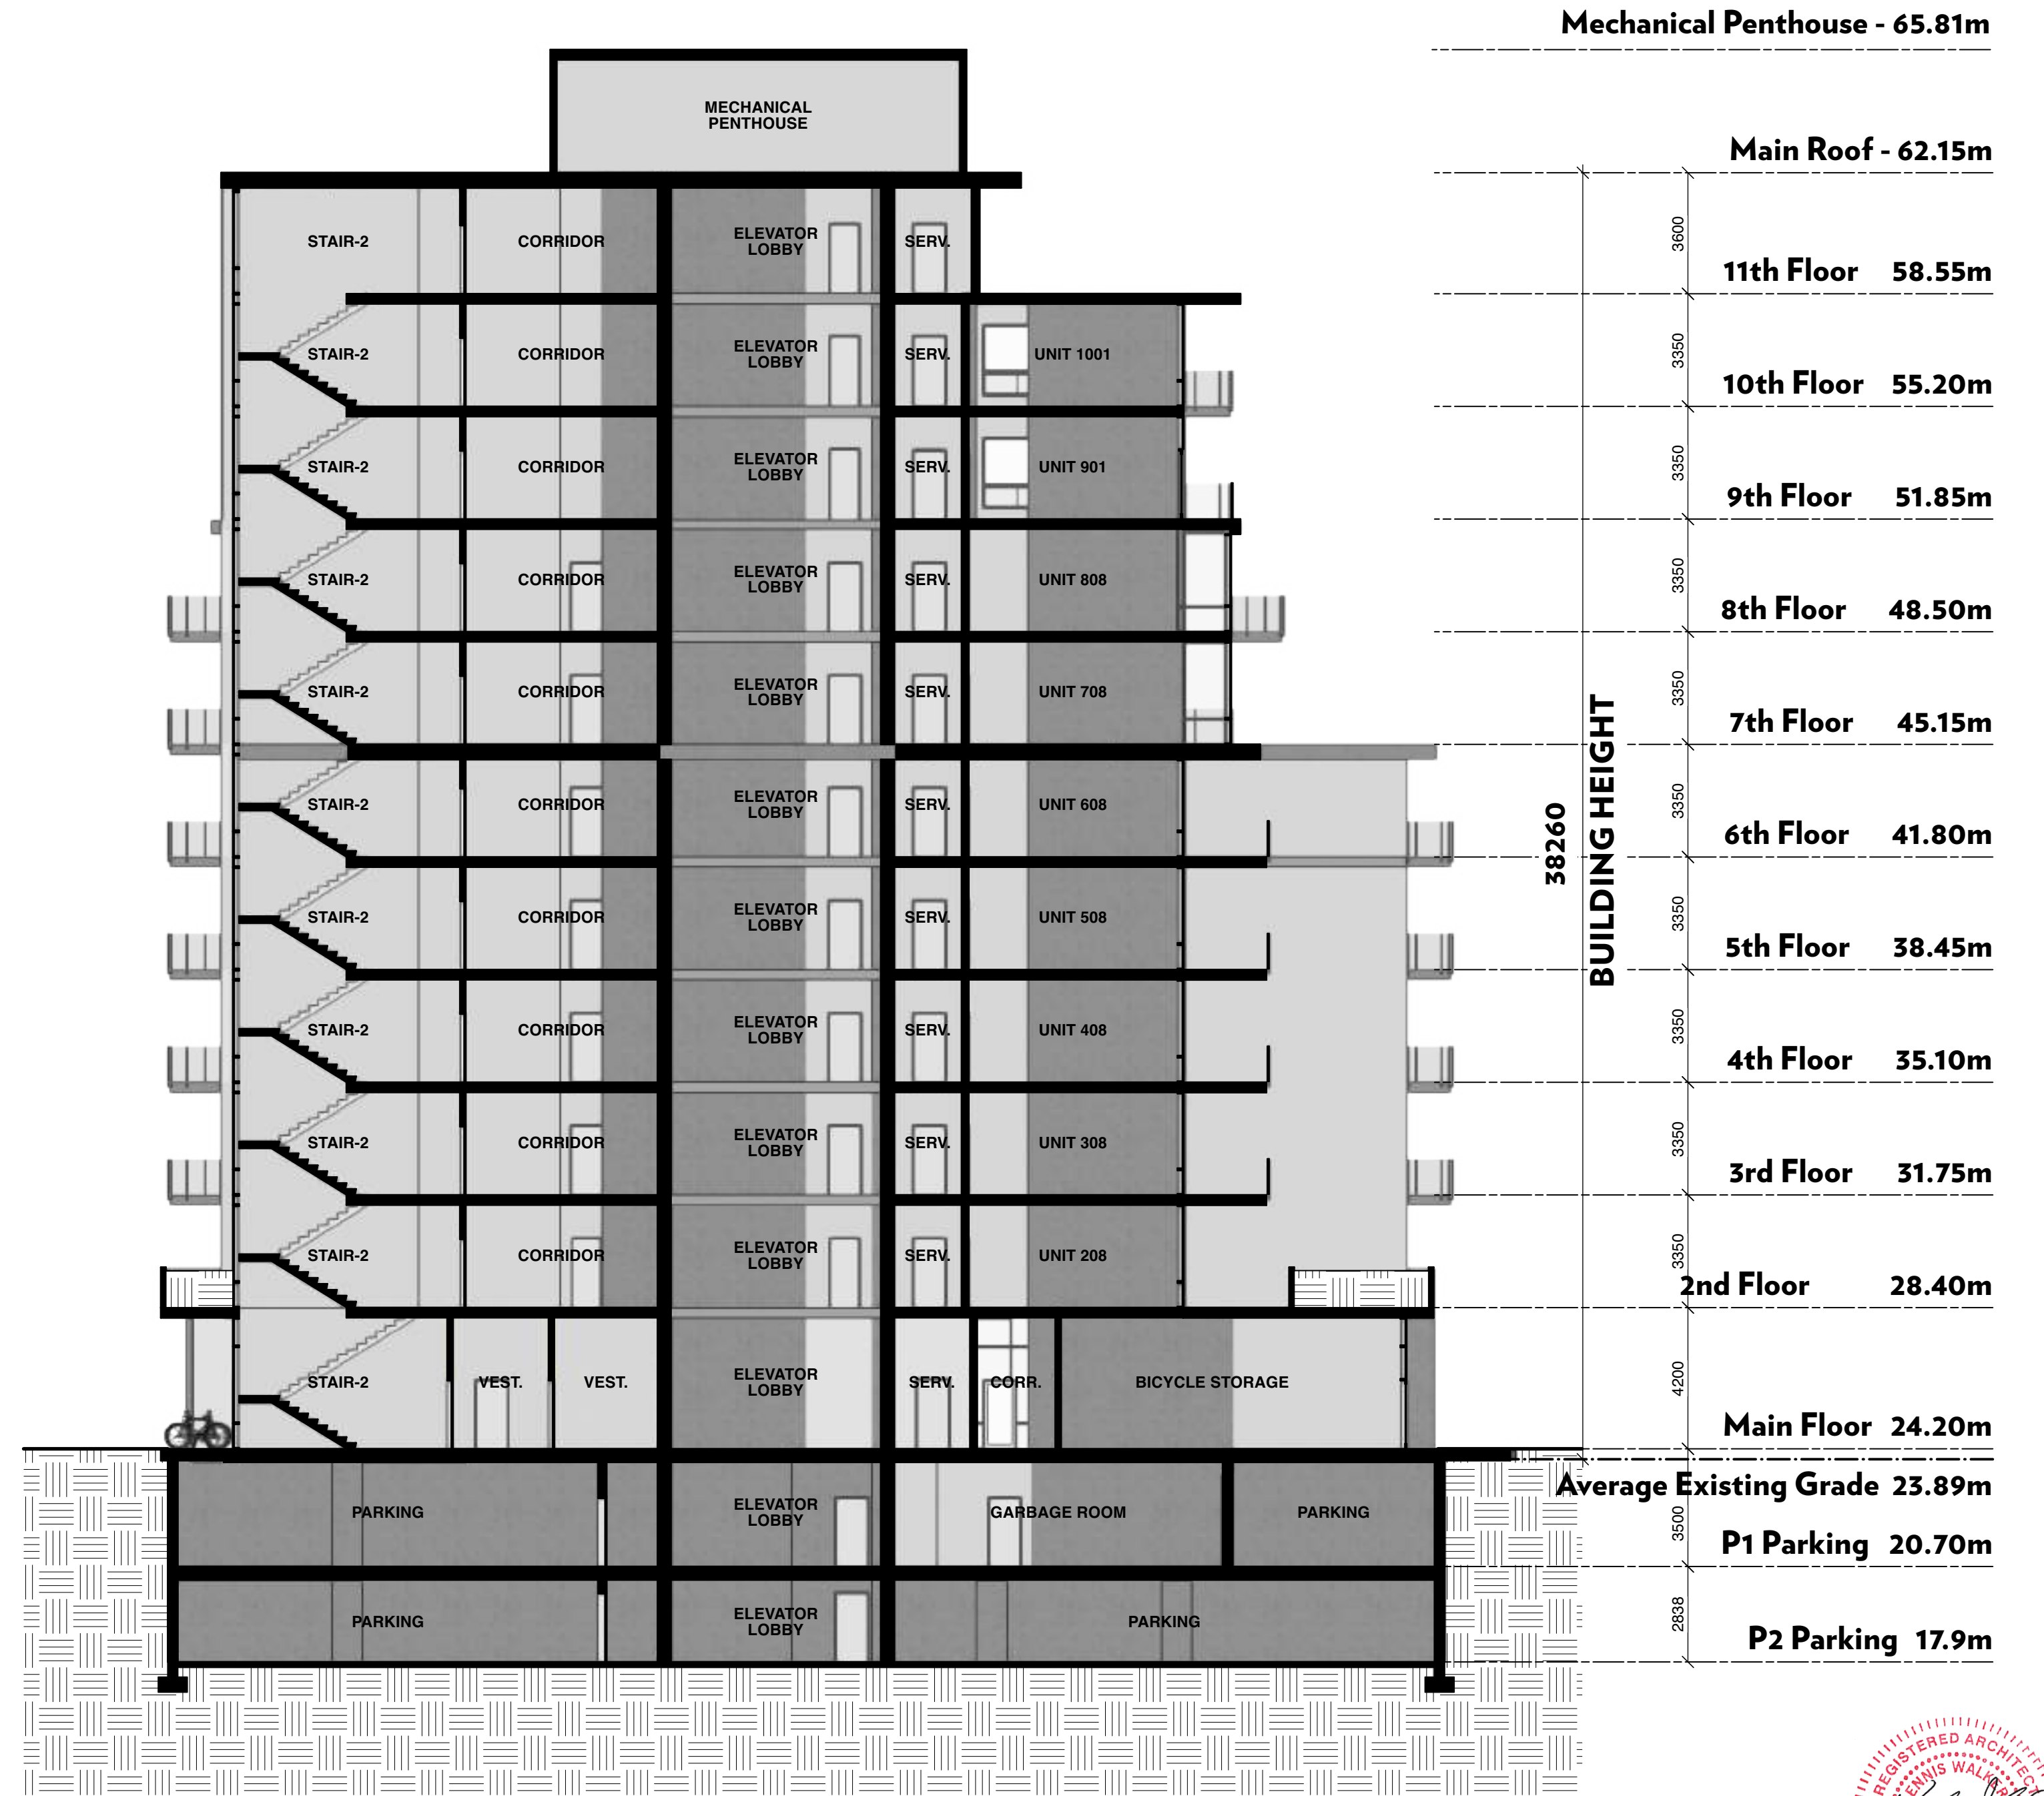 Mechanical Penthouse - 65.81m
MECHANICAL
PENTHOUSE
Main Roof - 62.15m
STAIR-2 CORRIDOR ELEVATOR LOBBY SERV.
3600
11th Floor 58.55m
STAIR-2 CORRIDOR ELEVATOR LOBBY SERV. UNIT 1001
3350
10th Floor 55.20m
STAIR-2 CORRIDOR ELEVATOR LOBBY SERV. UNIT 901
3350
9th Floor 51.85m
STAIR-2 CORRIDOR ELEVATOR LOBBY SERV. UNIT 808
3350
8th Floor 48.50m
STAIR-2 CORRIDOR ELEVATOR LOBBY SERV. UNIT 708
3350
7th Floor 45.15m
STAIR-2 CORRIDOR ELEVATOR LOBBY SERV. UNIT 608
3350
38260
BUILDING HEIGHT
6th Floor 41.80m
STAIR-2 CORRIDOR ELEVATOR LOBBY SERV. UNIT 508
3350
5th Floor 38.45m
STAIR-2 CORRIDOR ELEVATOR LOBBY SERV. UNIT 408
3350
4th Floor 35.10m
STAIR-2 CORRIDOR ELEVATOR LOBBY SERV. UNIT 308
3350
3rd Floor 31.75m
STAIR-2 CORRIDOR ELEVATOR LOBBY SERV. UNIT 208
3350
2nd Floor 28.40m
STAIR-2 VEST. VEST. ELEVATOR LOBBY SERV. CORR. BICYCLE STORAGE
4200
Main Floor 24.20m
Average Existing Grade 23.89m
PARKING ELEVATOR LOBBY GARBAGE ROOM PARKING
3500
P1 Parking 20.70m
PARKING ELEVATOR LOBBY PARKING
2838
P2 Parking 17.9m
REGISTERED ARCHITECT